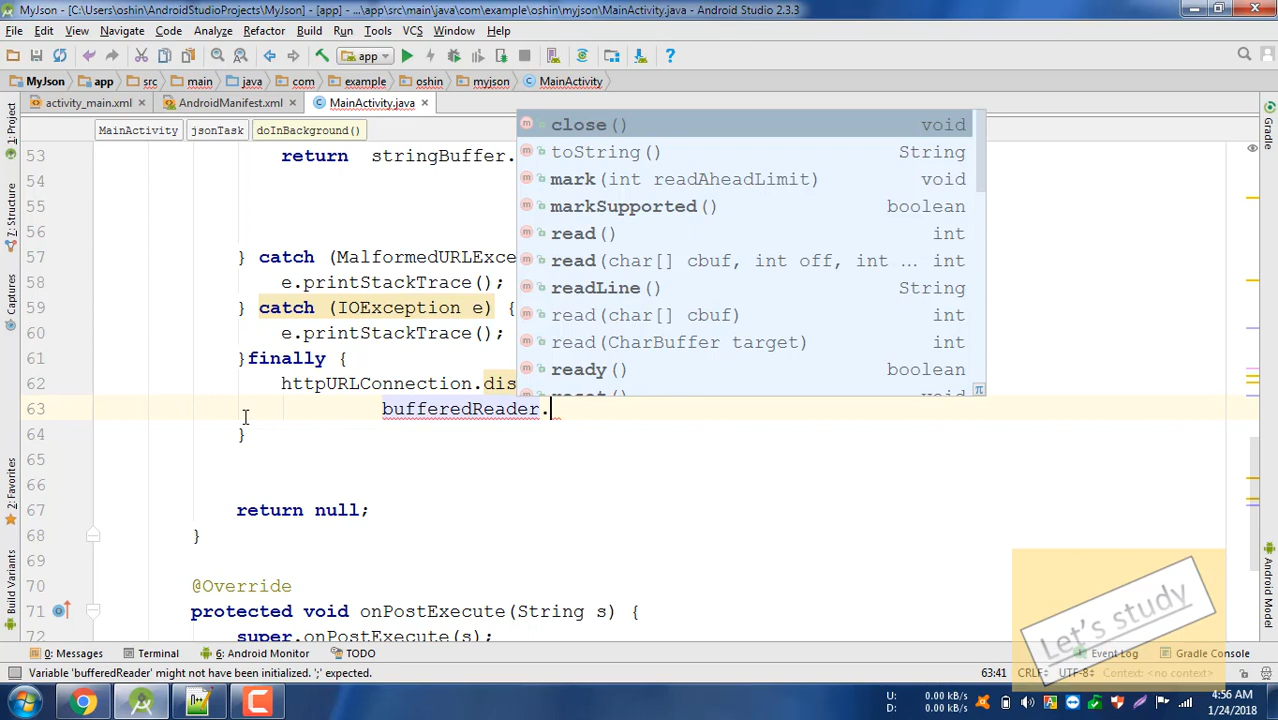 MyJson - [C:\Users\oshin\AndroidStudioProjects\MyJson] - [app] - ...\app\src\main\java\com\example\oshin\myjson\MainActivity.java - Android Studio 2.3.3
File Edit View Navigate Code Analyze Refactor Build Run Tools VCS Window Help
app
MyJson app src main java com example oshin myjson MainActivity
activity_main.xml AndroidManifest.xml MainActivity.java
MainActivity jsonTask doInBackground()
1: Project
7: Structure
Captures
2: Favorites
Build Variants
Gradle
Android Model
close() void
toString() String
mark(int readAheadLimit) void
markSupported() boolean
read() int
read(char[] cbuf, int off, int ... int
readLine() String
read(char[] cbuf) int
read(CharBuffer target) int
ready() boolean
reset() void
53 return stringBuffer.
54
55
56
57 } catch (MalformedURLExce
58 e.printStackTrace();
59 } catch (IOException e) {
60 e.printStackTrace();
61 }finally {
62 httpURLConnection.dis
63 bufferedReader.
64 }
65
66
67 return null;
68 }
69
70 @Override
71 protected void onPostExecute(String s) {
72 super.onPostExecute(s);
Let's study
0: Messages Terminal 6: Android Monitor TODO Event Log Gradle Console
Variable 'bufferedReader' might not have been initialized. ';' expected. 63:41 CRLF UTF-8 Context: <no context>
U: 0.00 kB/s
D: 0.00 kB/s
4:56 AM
1/24/2018